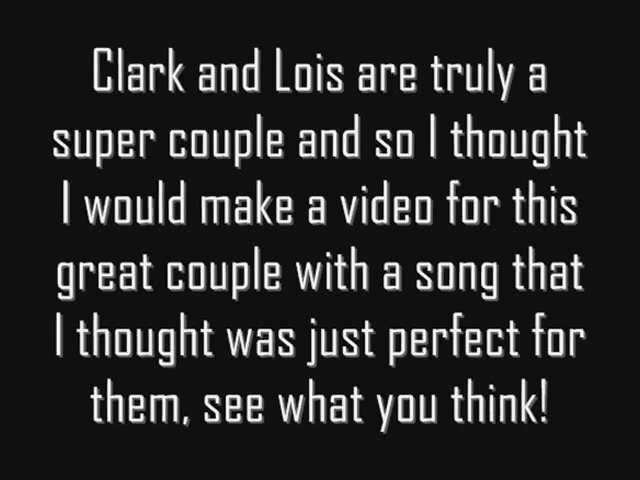 Clark and Lois are truly a
super couple and so I thought
I would make a video for this
great couple with a song that
I thought was just perfect for
them, see what you think!